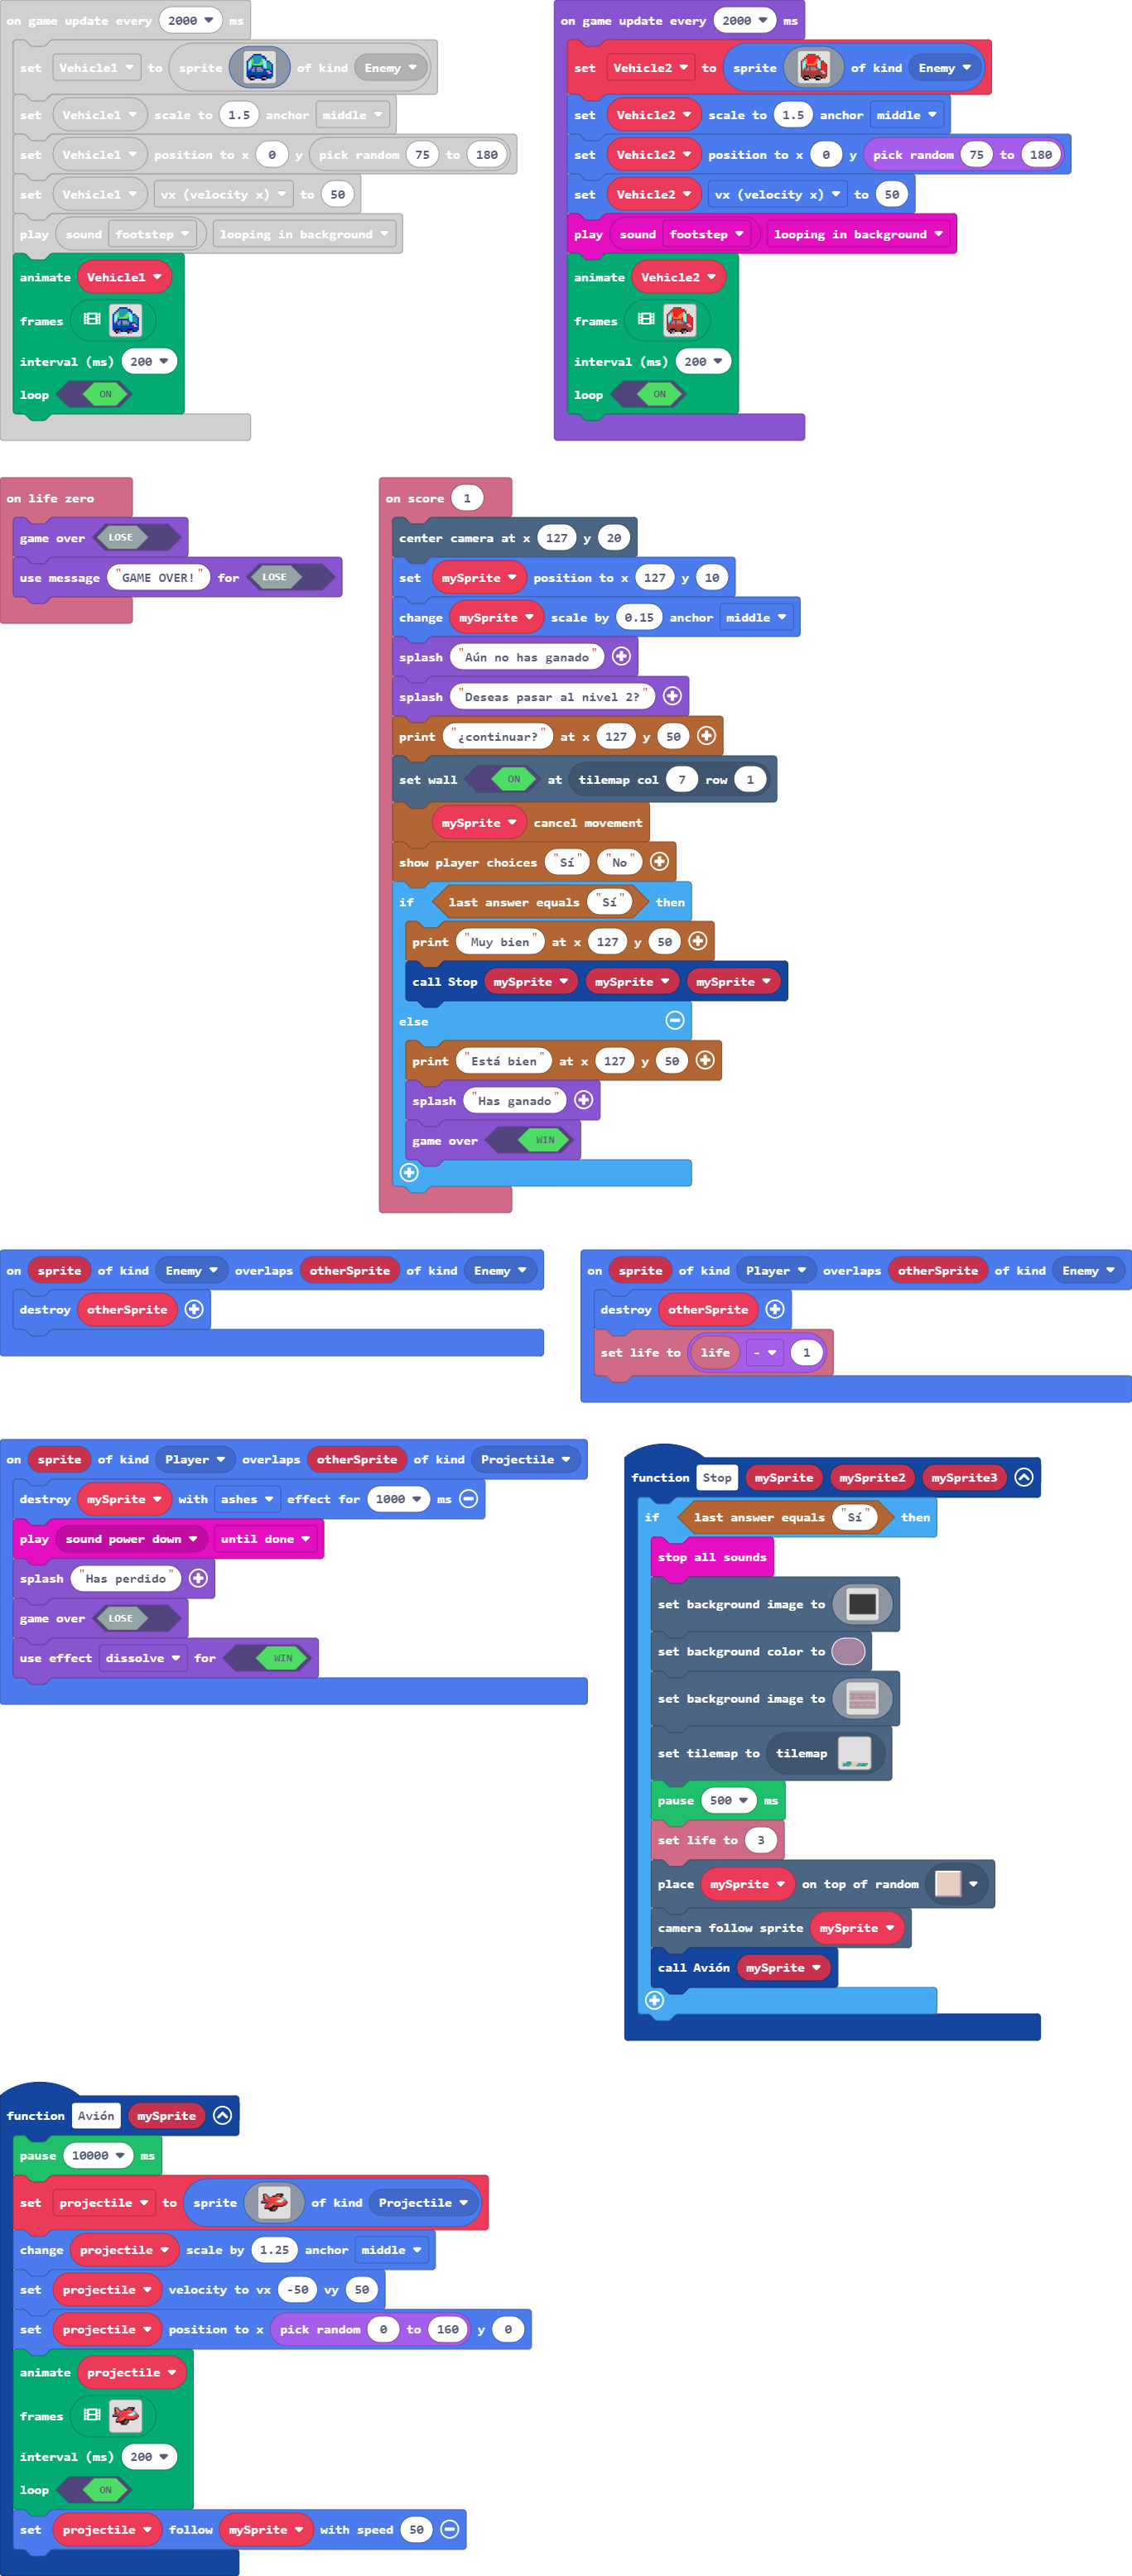 on game update every 2000 ms
set Vehicle1 to sprite of kind Enemy
set Vehicle1 scale to 1.5 anchor middle
set Vehicle1 position to x 0 y pick random 75 to 180
set Vehicle1 vx (velocity x) to 50
play sound footstep looping in background
animate Vehicle1
frames
interval (ms) 200
loop ON
on game update every 2000 ms
set Vehicle2 to sprite of kind Enemy
set Vehicle2 scale to 1.5 anchor middle
set Vehicle2 position to x 0 y pick random 75 to 180
set Vehicle2 vx (velocity x) to 50
play sound footstep looping in background
animate Vehicle2
frames
interval (ms) 200
loop ON
on life zero
game over LOSE
use message "GAME OVER!" for LOSE
on score 1
center camera at x 127 y 20
set mySprite position to x 127 y 10
change mySprite scale by 0.15 anchor middle
splash "Aún no has ganado"
splash "Deseas pasar al nivel 2?"
print "¿continuar?" at x 127 y 50
set wall ON at tilemap col 7 row 1
mySprite cancel movement
show player choices "Sí" "No"
if last answer equals "Sí" then
print "Muy bien" at x 127 y 50
call Stop mySprite mySprite mySprite
else
print "Está bien" at x 127 y 50
splash "Has ganado"
game over WIN
on sprite of kind Enemy overlaps otherSprite of kind Enemy
destroy otherSprite
on sprite of kind Player overlaps otherSprite of kind Enemy
destroy otherSprite
set life to life - 1
on sprite of kind Player overlaps otherSprite of kind Projectile
destroy mySprite with ashes effect for 1000 ms
play sound power down until done
splash "Has perdido"
game over LOSE
use effect dissolve for WIN
function Stop mySprite mySprite2 mySprite3
if last answer equals "Sí" then
stop all sounds
set background image to
set background color to
set background image to
set tilemap to tilemap
pause 500 ms
set life to 3
place mySprite on top of random
camera follow sprite mySprite
call Avión mySprite
function Avión mySprite
pause 10000 ms
set projectile to sprite of kind Projectile
change projectile scale by 1.25 anchor middle
set projectile velocity to vx -50 vy 50
set projectile position to x pick random 0 to 160 y 0
animate projectile
frames
interval (ms) 200
loop ON
set projectile follow mySprite with speed 50